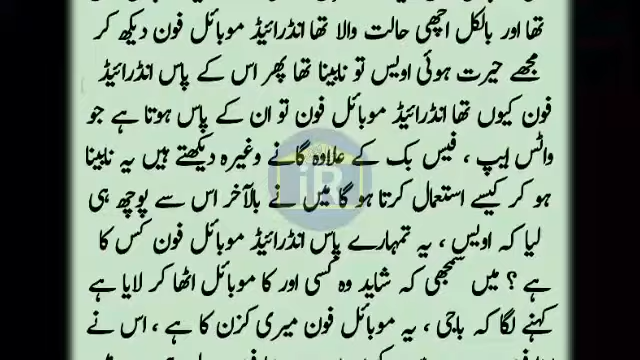 تھا اور بالکل اچھی حالت والا تھا انڈرائیڈ موبائل فون دیکھ کر
مجھے حیرت ہوئی اویس تو نابینا تھا پھر اس کے پاس انڈرائیڈ
فون کیوں تھا انڈرائیڈ موبائل فون تو ان کے پاس ہوتا ہے جو
واٹس ایپ ، فیس بک کے علاوہ گانے وغیرہ دیکھتے ہیں یہ نابینا
ہو کر کیسے استعمال کرتا ہو گا میں نے بالآخر اس سے پوچھ ہی
لیا کہ اویس ، یہ تمہارے پاس انڈرائیڈ موبائل فون کس کا
ہے ؟ میں سمجھی کہ شاید وہ کسی اور کا موبائل اٹھا کر لایا ہے
کہنے لگا کہ باجی ، یہ موبائل فون میری کزن کا ہے ، اس نے
iR